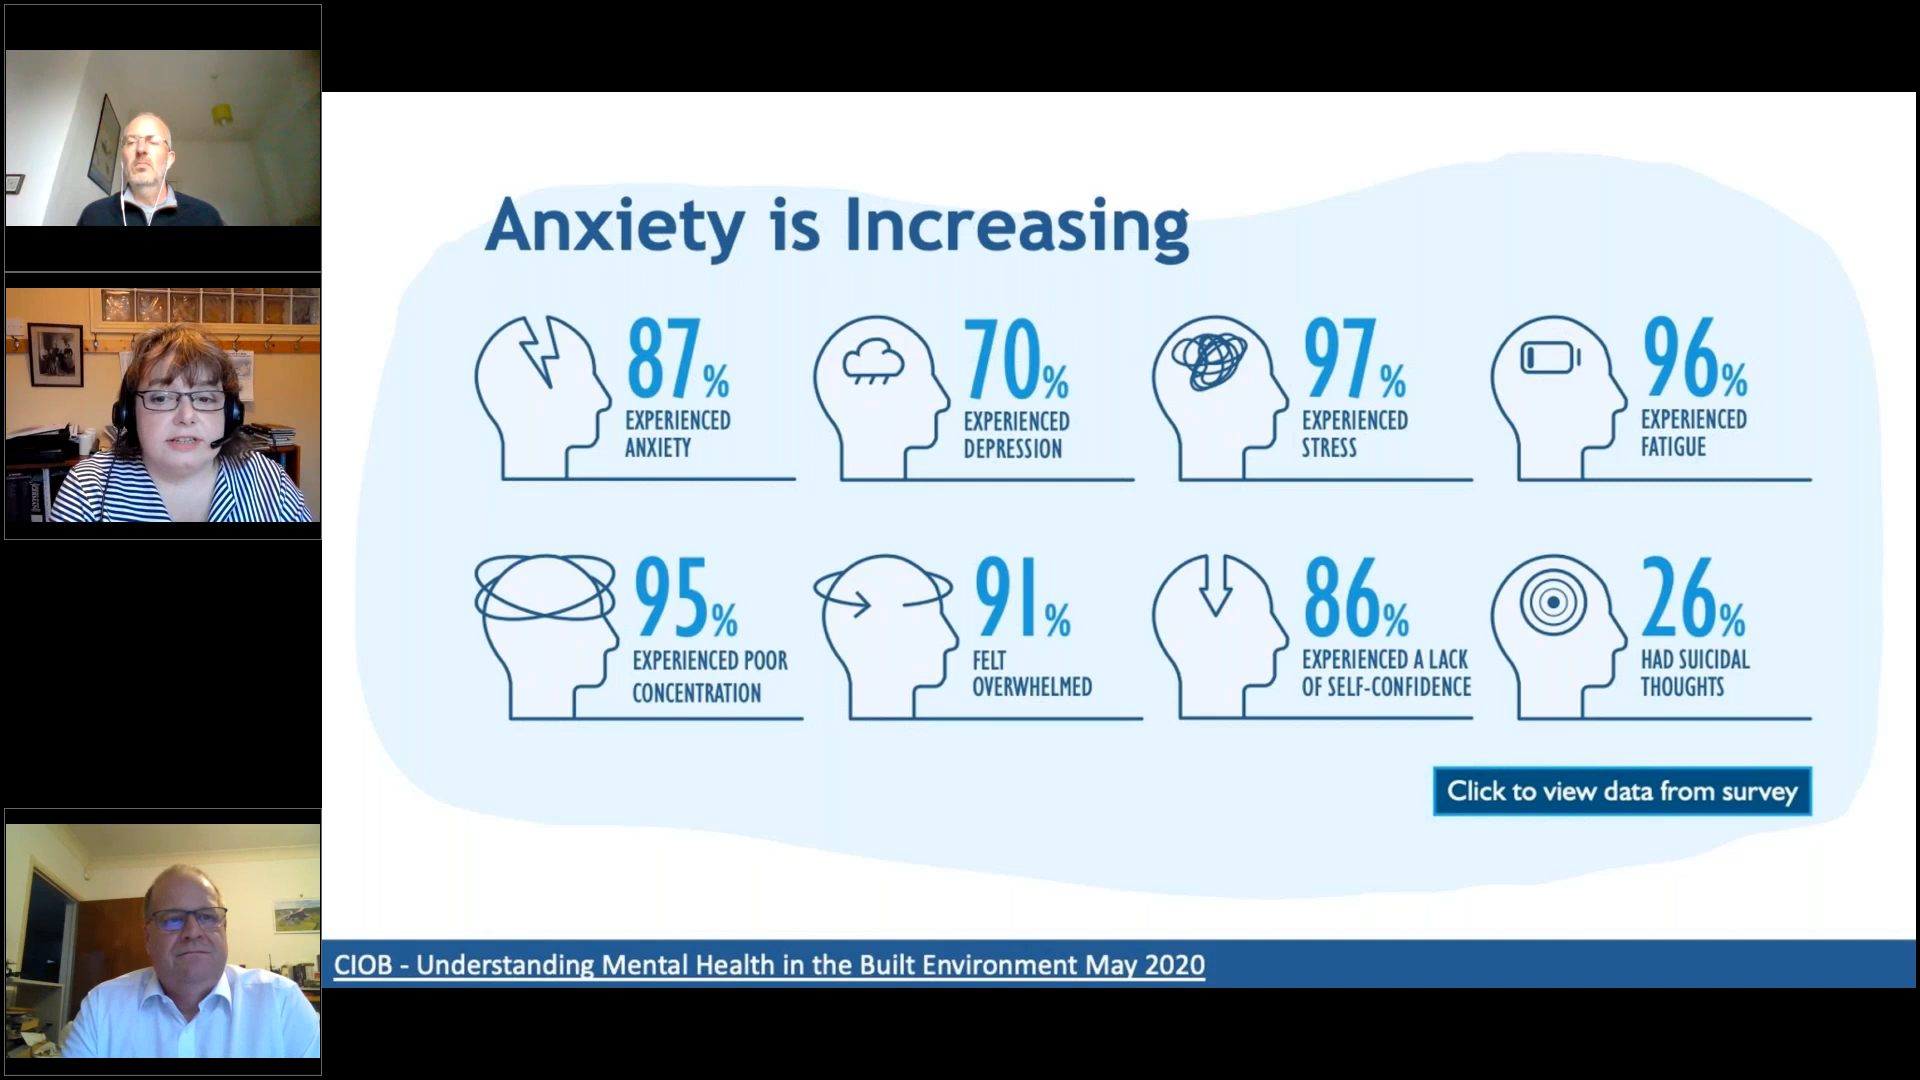 Anxiety is Increasing
87%
EXPERIENCED
ANXIETY
70%
EXPERIENCED
DEPRESSION
97%
EXPERIENCED
STRESS
96%
EXPERIENCED
FATIGUE
95%
EXPERIENCED POOR
CONCENTRATION
91%
FELT
OVERWHELMED
86%
EXPERIENCED A LACK
OF SELF-CONFIDENCE
26%
HAD SUICIDAL
THOUGHTS
Click to view data from survey
CIOB - Understanding Mental Health in the Built Environment May 2020